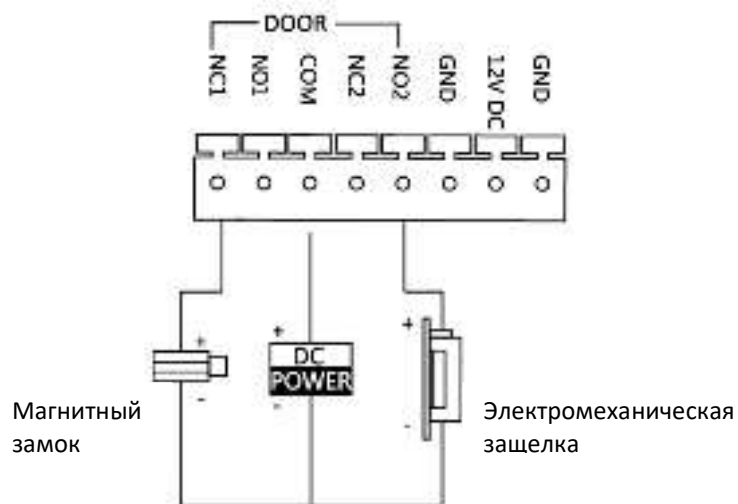 DOOR
NC1 NO1 COM NC2 NO2 GND 12V DC GND
+ + +
DC
POWER
- - -
Магнитный
замок
Электромеханическая
защелка